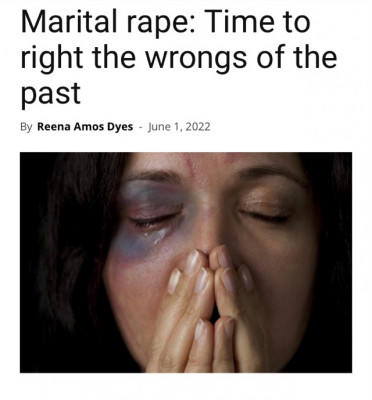 Marital rape: Time to
right the wrongs of the
past
By Reena Amos Dyes - June 1, 2022